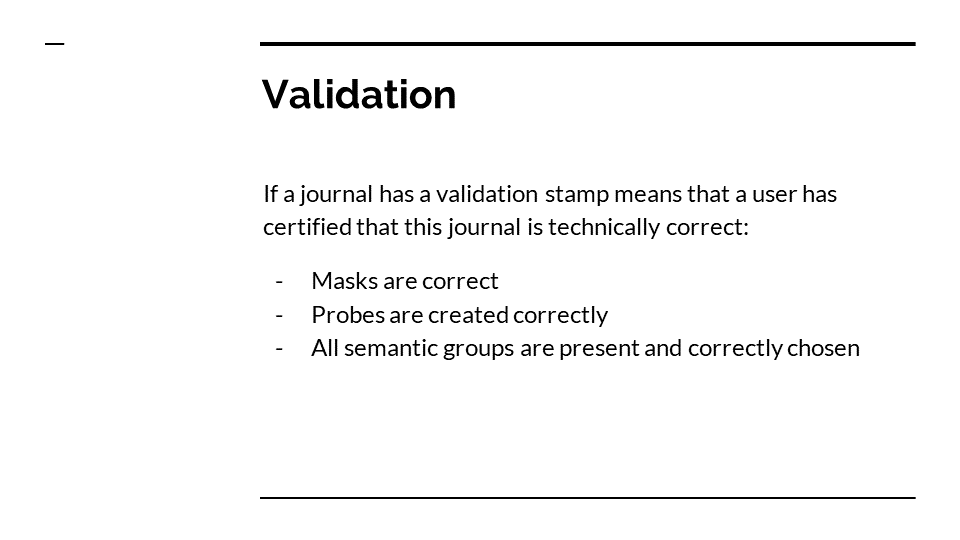 Validation
If a journal has a validation stamp means that a user has
certified that this journal is technically correct:
- Masks are correct
- Probes are created correctly
- All semantic groups are present and correctly chosen